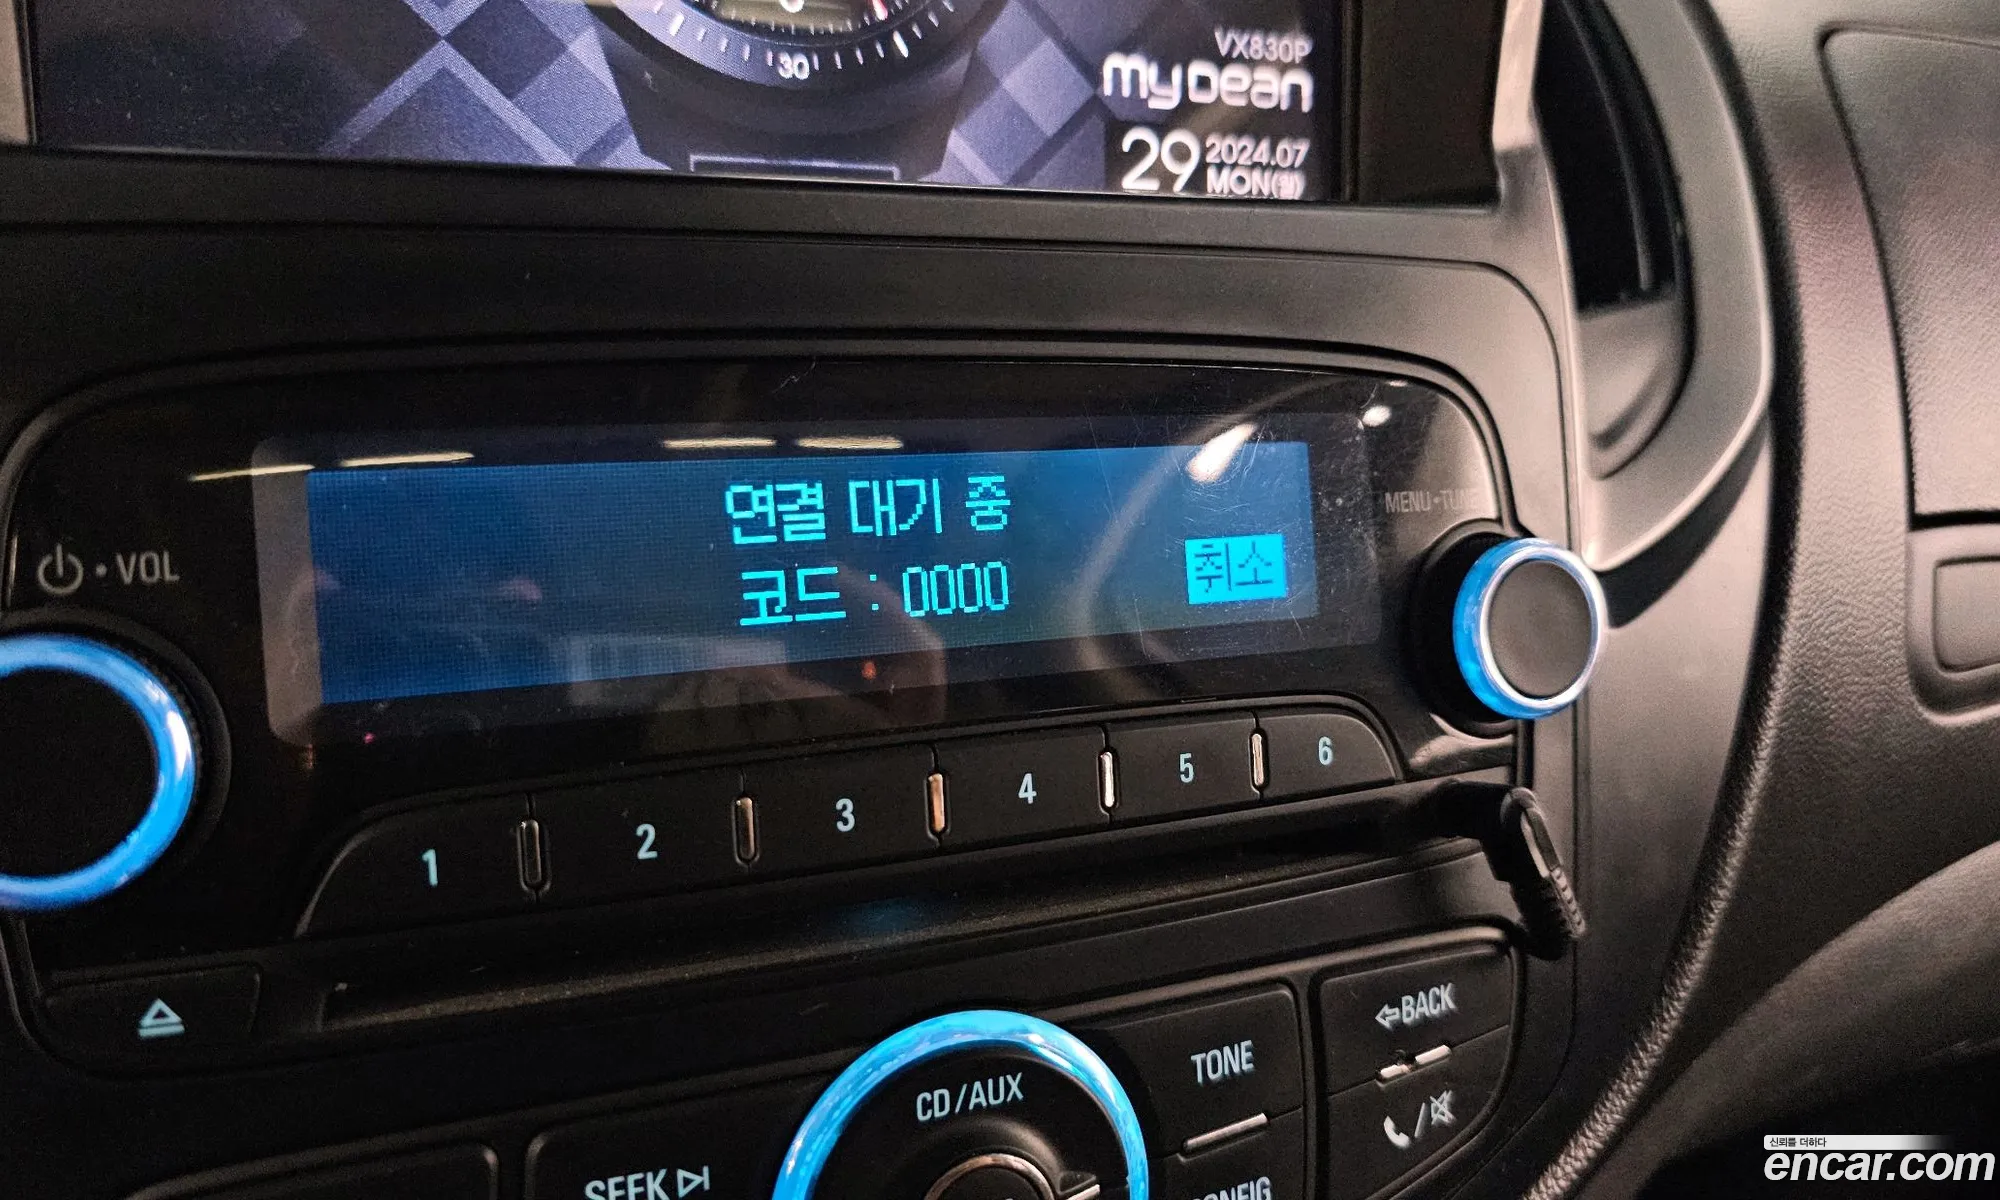 30
VX830P
myDean
29 2024.07
MON(월)
연결 대기 중
코드 : 0000
취소
VOL
MENU•TUNE
1 2 3 4 5 6
BACK
TONE
CD/AUX
SEEK
CONFIG
신뢰를 더하다
encar.com